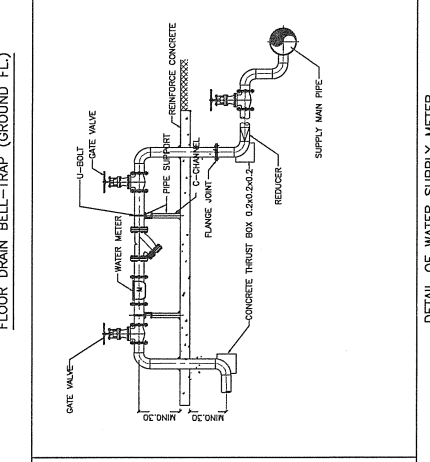 FLOOR DRAIN BELL-TRAP (GROUND FL.)
GATE VALVE
WATER METER
U-BOLT
GATE VALVE
PIPE SUPPORT
REINFORCE CONCRETE
C-CHANNEL
FLANGE JOINT
CONCRETE THRUST BOX 0.2x0.2x0.2
REDUCER
SUPPLY MAIN PIPE
MIN0.30
MIN0.30
M
DETAIL OF WATER SUPPLY METER